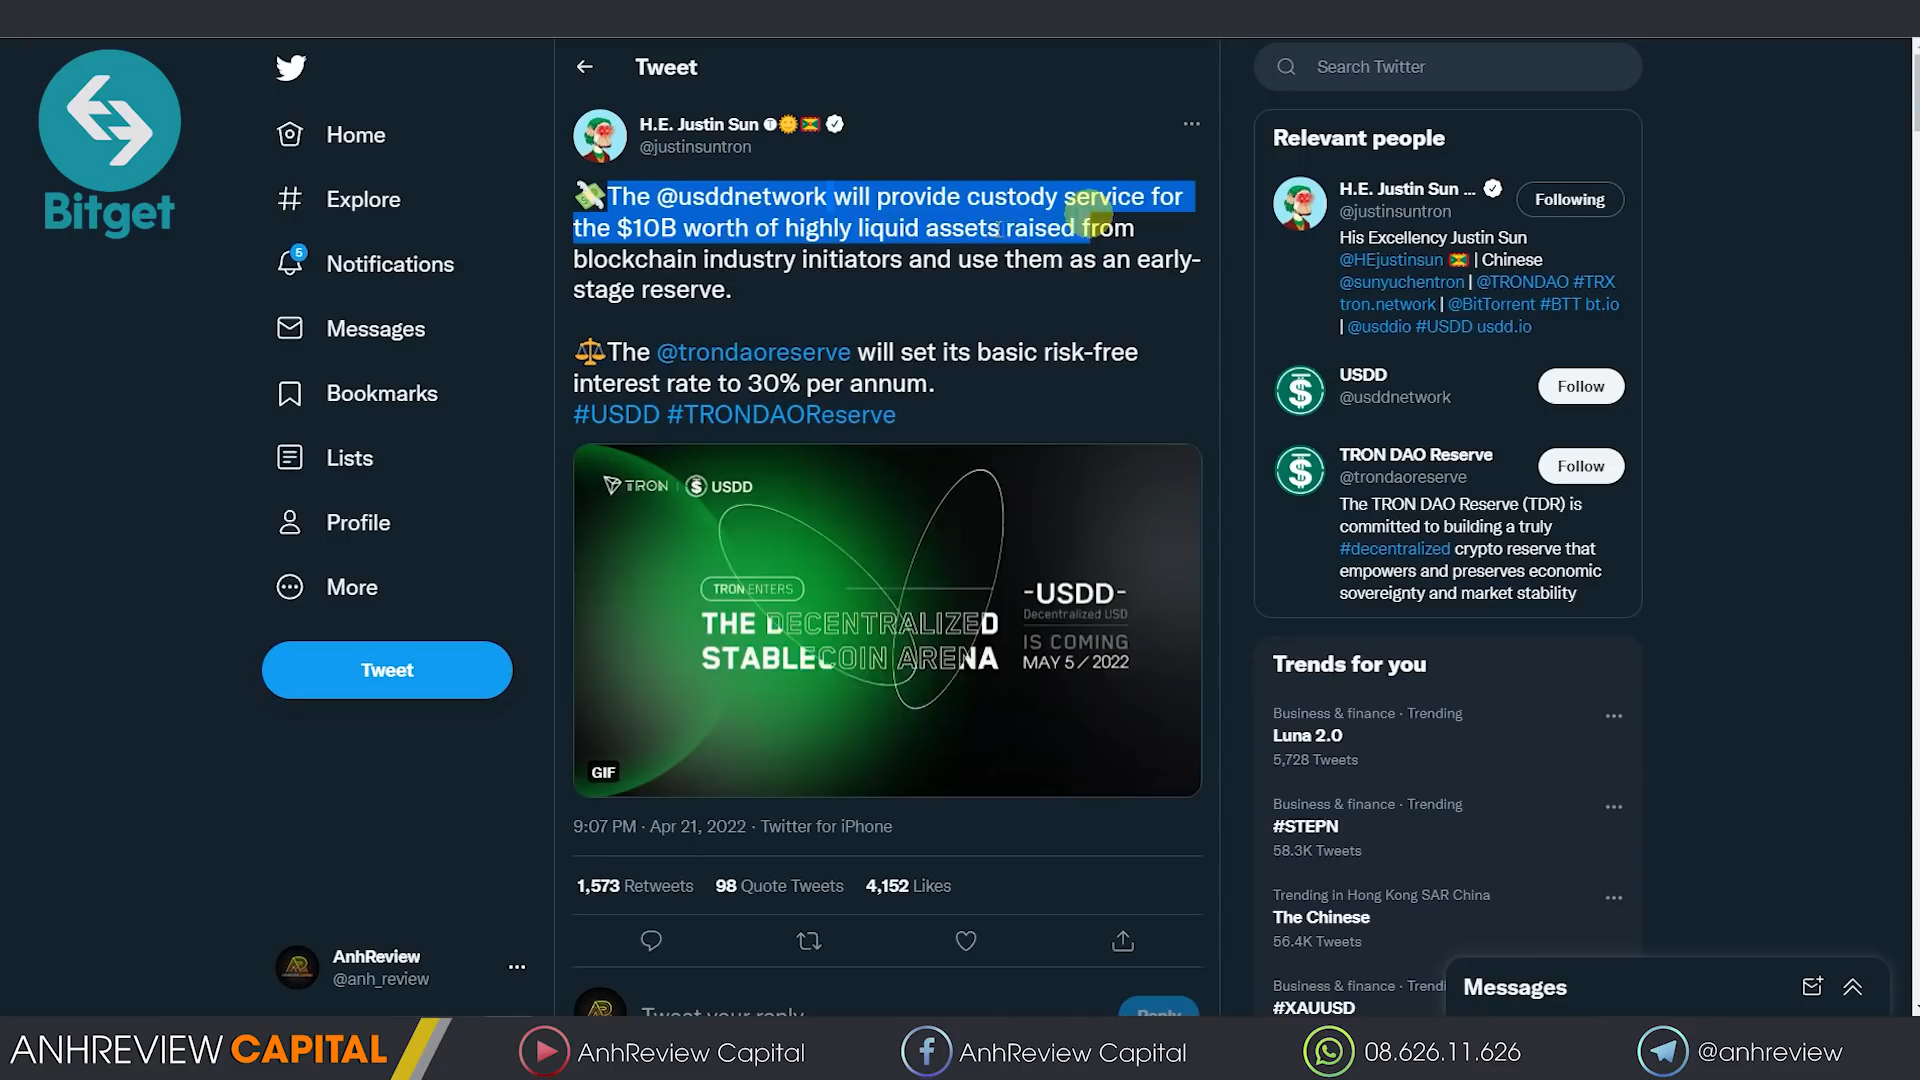 Bitget
Home
Explore
5
Notifications
Messages
Bookmarks
Lists
Profile
More
Tweet
AnhReview
@anh_review
Tweet
H.E. Justin Sun
@justinsuntron
The @usddnetwork will provide custody service for
the $10B worth of highly liquid assets raised from
blockchain industry initiators and use them as an early-
stage reserve.
The @trondaoreserve will set its basic risk-free
interest rate to 30% per annum.
#USDD #TRONDAOReserve
TRON | USDD
TRON ENTERS
THE DECENTRALIZED
STABLECOIN ARENA
-USDD-
Decentralized USD
IS COMING
MAY 5/2022
GIF
9:07 PM · Apr 21, 2022 · Twitter for iPhone
1,573 Retweets 98 Quote Tweets 4,152 Likes
Tweet your reply
Reply
Search Twitter
Relevant people
H.E. Justin Sun ...
@justinsuntron
Following
His Excellency Justin Sun
@HEjustinsun | Chinese
@sunyuchentron | @TRONDAO #TRX
tron.network | @BitTorrent #BTT bt.io
| @usddio #USDD usdd.io
USDD
@usddnetwork
Follow
TRON DAO Reserve
@trondaoreserve
Follow
The TRON DAO Reserve (TDR) is
committed to building a truly
#decentralized crypto reserve that
empowers and preserves economic
sovereignty and market stability
Trends for you
Business & finance · Trending
Luna 2.0
5,728 Tweets
Business & finance · Trending
#STEPN
58.3K Tweets
Trending in Hong Kong SAR China
The Chinese
56.4K Tweets
Business & finance · Trendi
#XAUUSD
Messages
ANHREVIEW CAPITAL
AnhReview Capital
AnhReview Capital
08.626.11.626
@anhreview